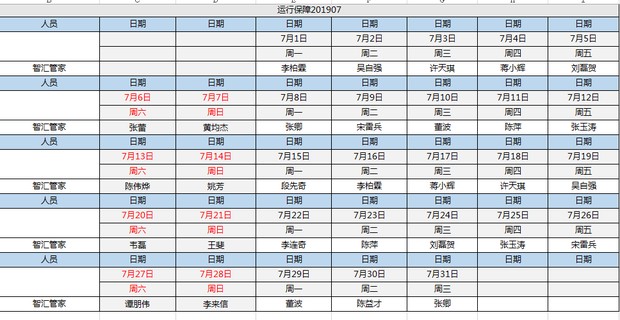 运行保障201907
人员 日期 日期 日期 日期 日期 日期 日期
7月1日 7月2日 7月3日 7月4日 7月5日
周一 周二 周三 周四 周五
智汇管家 李柏霖 吴自强 许天琪 蒋小辉 刘磊贺
人员 日期 日期 日期 日期 日期 日期 日期
7月6日 7月7日 7月8日 7月9日 7月10日 7月11日 7月12日
周六 周日 周一 周二 周三 周四 周五
智汇管家 张蕾 黄均杰 张卿 宋雷兵 董波 陈萍 张玉涛
人员 日期 日期 日期 日期 日期 日期 日期
7月13日 7月14日 7月15日 7月16日 7月17日 7月18日 7月19日
周六 周日 周一 周二 周三 周四 周五
智汇管家 陈伟烨 姚芳 段先奇 李柏霖 蒋小辉 许天琪 吴自强
人员 日期 日期 日期 日期 日期 日期 日期
7月20日 7月21日 7月22日 7月23日 7月24日 7月25日 7月26日
周六 周日 周一 周二 周三 周四 周五
智汇管家 韦磊 王斐 李连奇 陈萍 刘磊贺 张玉涛 宋雷兵
人员 日期 日期 日期 日期 日期 日期 日期
7月27日 7月28日 7月29日 7月30日 7月31日
周六 周日 周一 周二 周三
智汇管家 谭朋伟 李来信 董波 陈益才 张卿